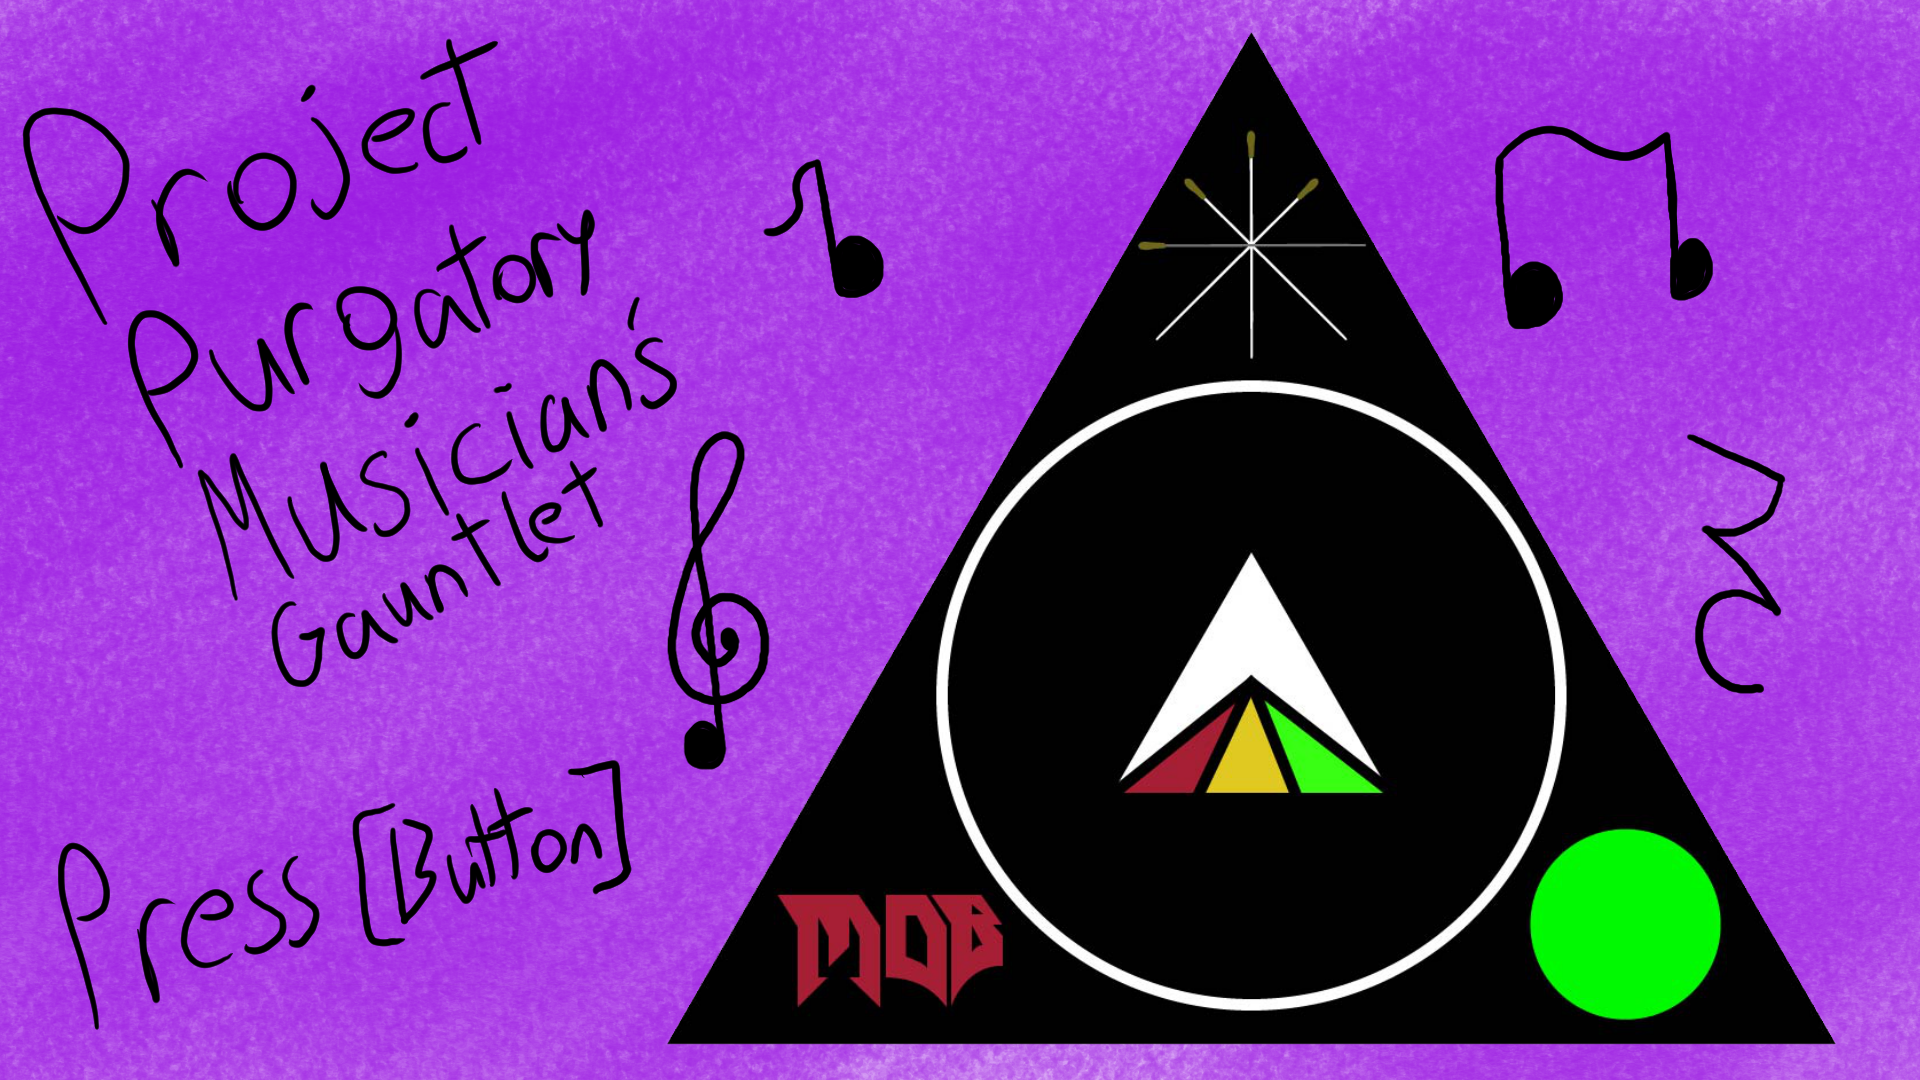 Project
Purgatory
Musician's
Gauntlet
Press [Button]
MOB